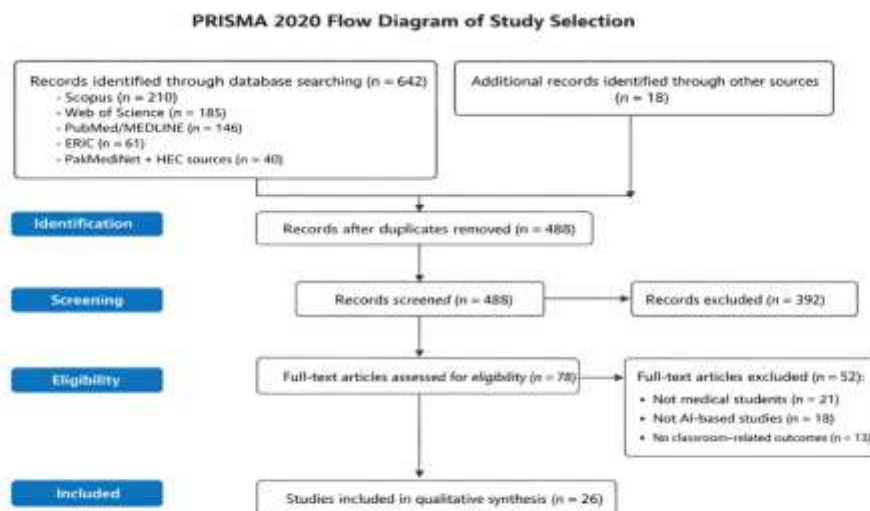 PRISMA 2020 Flow Diagram of Study Selection
Records identified through database searching (n = 642)
- Scopus (n = 210)
- Web of Science (n = 185)
- PubMed/MEDLINE (n = 146)
- ERIC (n = 61)
- PakMediNet + HEC sources (n = 40)
Additional records identified through other sources
(n = 18)
Identification
Records after duplicates removed (n = 488)
Screening
Records screened (n = 488)
Records excluded (n = 392)
Eligibility
Full-text articles assessed for eligibility (n = 78)
Full-text articles excluded (n = 52):
• Not medical students (n = 21)
• Not AI-based studies (n = 18)
• No classroom-related outcomes (n = 13)
Included
Studies included in qualitative synthesis (n = 26)